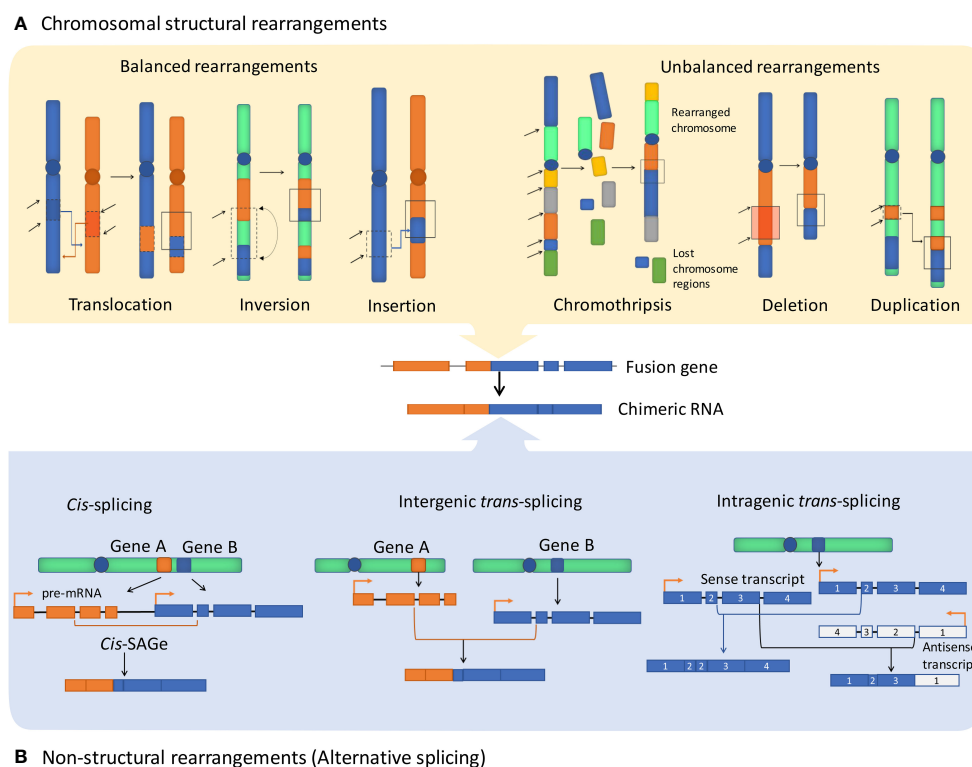 A Chromosomal structural rearrangements
Balanced rearrangements
Unbalanced rearrangements
Rearranged
chromosome
Lost
chromosome
regions
Translocation
Inversion
Insertion
Chromothripsis
Deletion
Duplication
Fusion gene
Chimeric RNA
Cis-splicing
Intergenic trans-splicing
Intragenic trans-splicing
Gene A
Gene B
Gene A
Gene B
pre-mRNA
Sense transcript
1 2 3 4
1 2 3 4
4 3 2 1
Antisense
transcrip
Cis-SAGe
1 2 2 3 4
1 2 3 1
B Non-structural rearrangements (Alternative splicing)